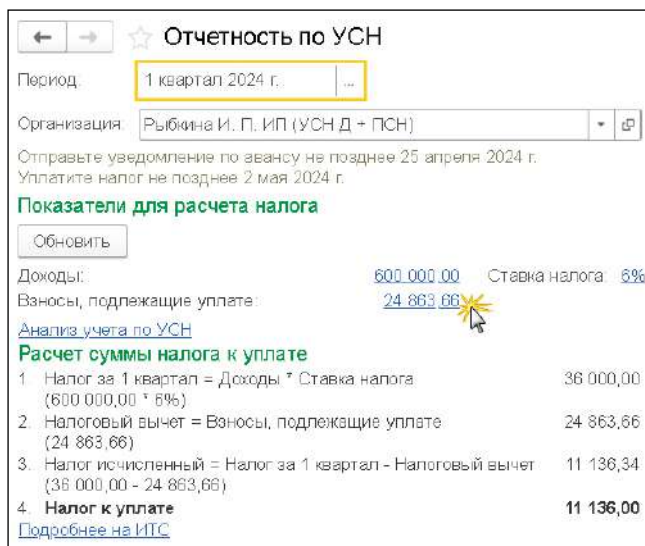 Отчетность по УСН
Период: 1 квартал 2024 г. ...
Организация: Рыбкина И. П. ИП (УСН Д + ПСН)
Отправьте уведомление по авансу не позднее 25 апреля 2024 г.
Уплатите налог не позднее 2 мая 2024 г.
Показатели для расчета налога
Обновить
Доходы: 600 000,00 Ставка налога: 6%
Взносы, подлежащие уплате: 24 863,66
Анализ учета по УСН
Расчет суммы налога к уплате
1. Налог за 1 квартал = Доходы * Ставка налога 36 000,00
(600 000,00 * 6%)
2. Налоговый вычет = Взносы, подлежащие уплате 24 863,66
(24 863,66)
3. Налог исчисленный = Налог за 1 квартал - Налоговый вычет 11 136,34
(36 000,00 - 24 863,66)
4. Налог к уплате 11 136,00
Подробнее на ИТС